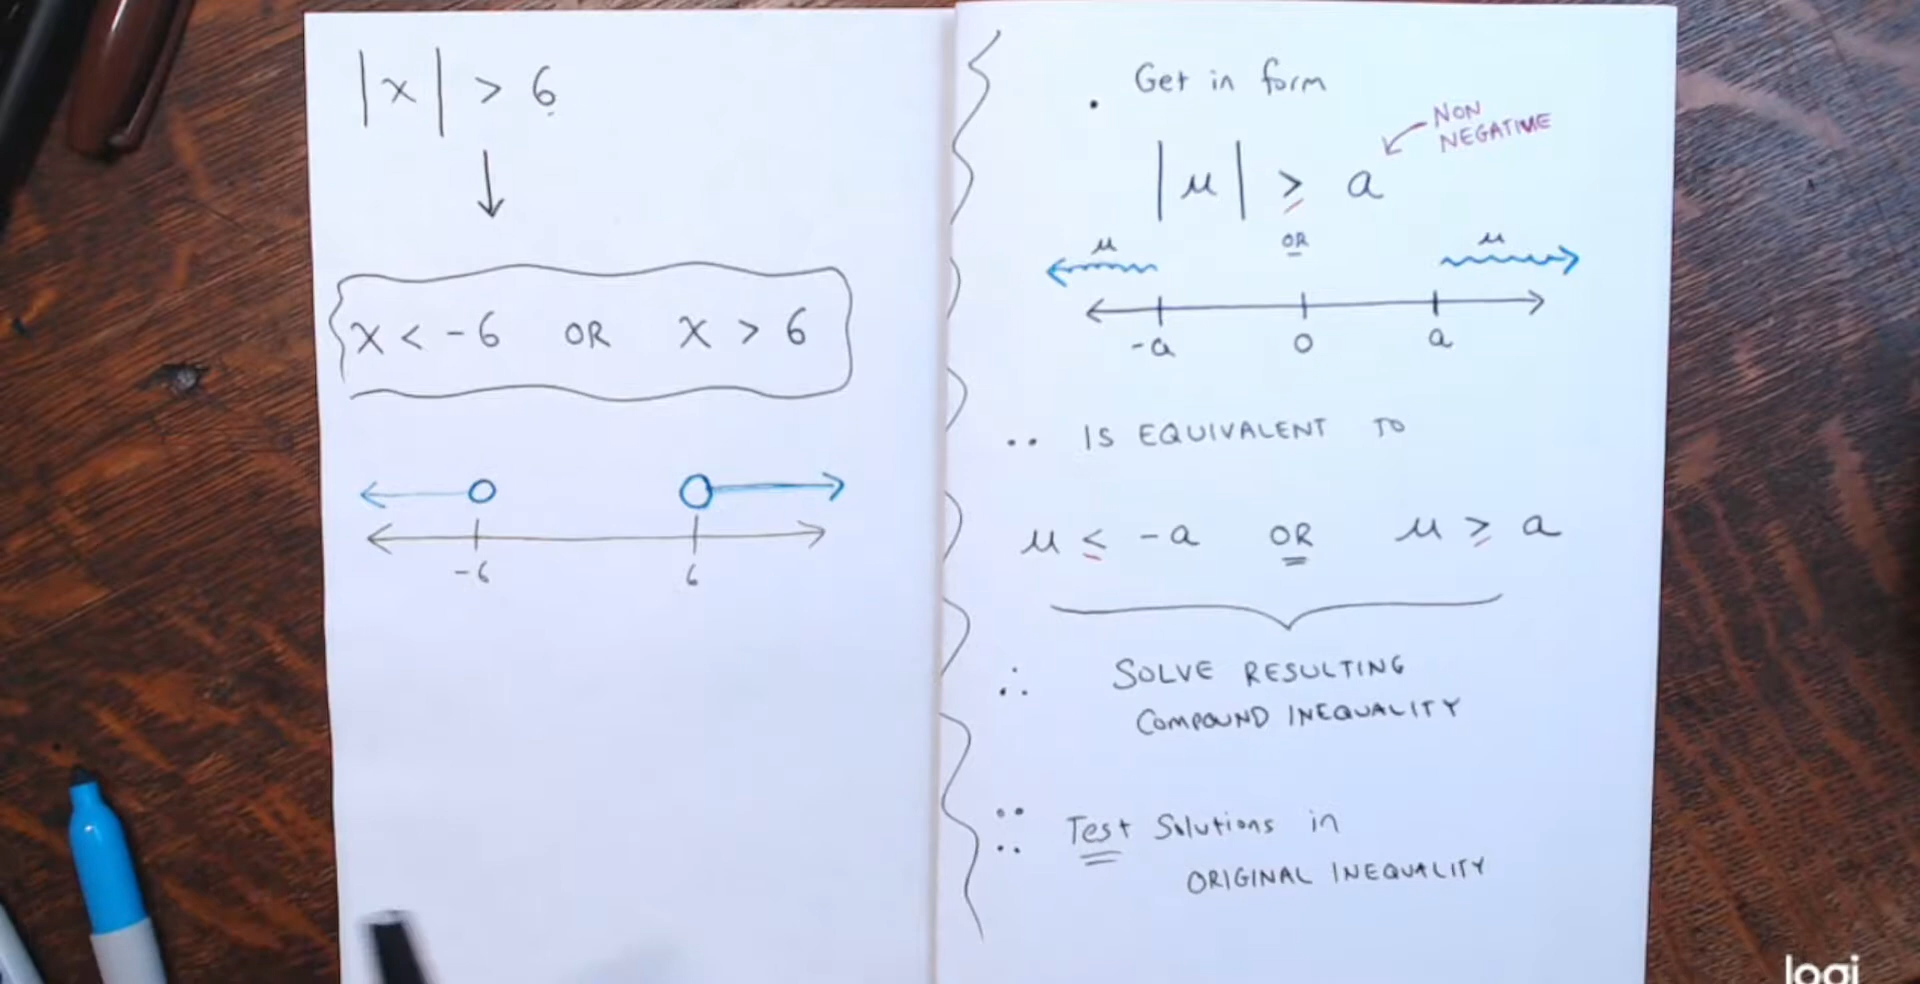 |x| > 6
x < -6 OR x > 6
-6 6
Get in form
NON
NEGATIVE
|μ| ≥ a
μ OR μ
-a 0 a
IS EQUIVALENT TO
μ ≤ -a OR μ ≥ a
SOLVE RESULTING
COMPOUND INEQUALITY
Test Solutions in
ORIGINAL INEQUALITY
logi